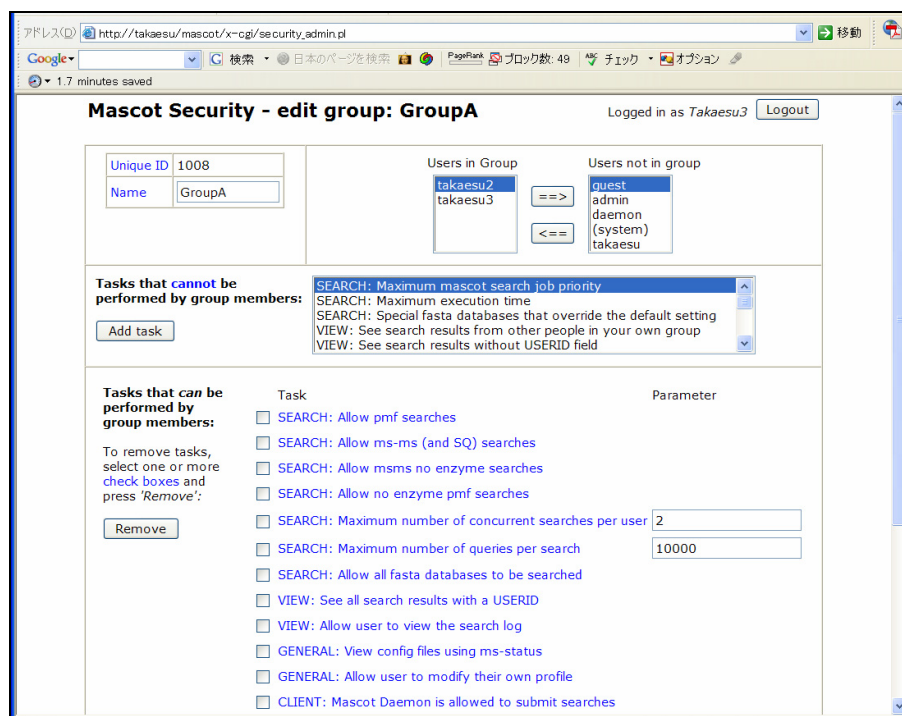 アドレス(D) http://takaesu/mascot/x-cgi/security_admin.pl 移動
Google 検索 日本のページを検索 PageRank ブロック数: 49 ABC チェック オプション
1.7 minutes saved
Mascot Security - edit group: GroupA Logged in as Takaesu3 Logout
Unique ID 1008
Name GroupA
Users in Group Users not in group
takaesu2 ==> guest
takaesu3 admin
daemon
<== (system)
takaesu
Tasks that cannot be
performed by group members:
Add task
SEARCH: Maximum mascot search job priority
SEARCH: Maximum execution time
SEARCH: Special fasta databases that override the default setting
VIEW: See search results from other people in your own group
VIEW: See search results without USERID field
Tasks that can be
performed by
group members:
To remove tasks,
select one or more
check boxes and
press 'Remove':
Remove
Task Parameter
SEARCH: Allow pmf searches
SEARCH: Allow ms-ms (and SQ) searches
SEARCH: Allow msms no enzyme searches
SEARCH: Allow no enzyme pmf searches
SEARCH: Maximum number of concurrent searches per user 2
SEARCH: Maximum number of queries per search 10000
SEARCH: Allow all fasta databases to be searched
VIEW: See all search results with a USERID
VIEW: Allow user to view the search log
GENERAL: View config files using ms-status
GENERAL: Allow user to modify their own profile
CLIENT: Mascot Daemon is allowed to submit searches